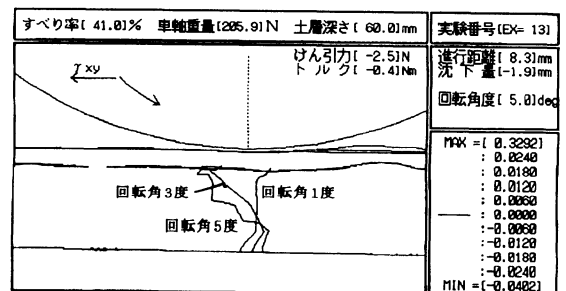 すべり率[ 41.0]% 車軸重量[205.9]N 土層深さ[ 60.0]mm
実験番号[EX= 13]
けん引力[ -2.5]N
トルク[ -0.4]Nm
進行距離[ 8.3]mm
沈下量[-1.9]mm
回転角度[ 5.0]deg
γxy
回転角3度
回転角1度
回転角5度
MAX =[ 0.3292]
: 0.0240
: 0.0180
: 0.0120
: 0.0060
: 0.0000
:-0.0060
:-0.0120
:-0.0180
:-0.0240
MIN =[-0.0402]